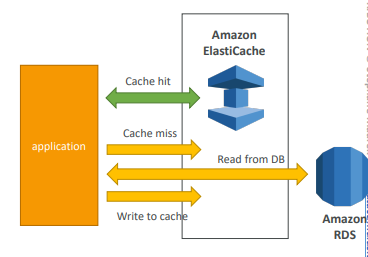 Amazon
ElastiCache
Cache hit
application
Cache miss
Read from DB
Write to cache
Amazon
RDS